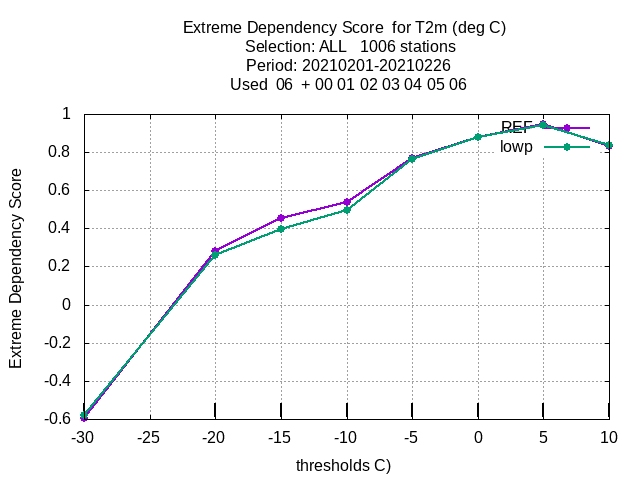 Extreme Dependency Score  for T2m (deg C)
Selection: ALL   1006 stations
Period: 20210201-20210226
Used  06  + 00 01 02 03 04 05 06
REF
lowp
Extreme Dependency Score
1
0.8
0.6
0.4
0.2
0
-0.2
-0.4
-0.6
-30 -25 -20 -15 -10 -5 0 5 10
thresholds C)